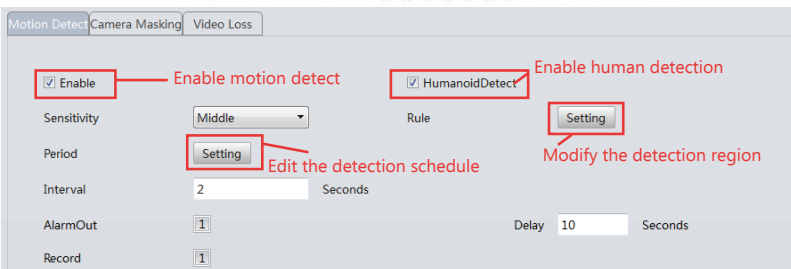 Motion Detect Camera Masking Video Loss
Enable human detection
Enable Enable motion detect HumanoidDetect
Sensitivity Middle Rule Setting
Period Setting Edit the detection schedule Modify the detection region
Interval 2 Seconds
AlarmOut 1 Delay 10 Seconds
Record 1